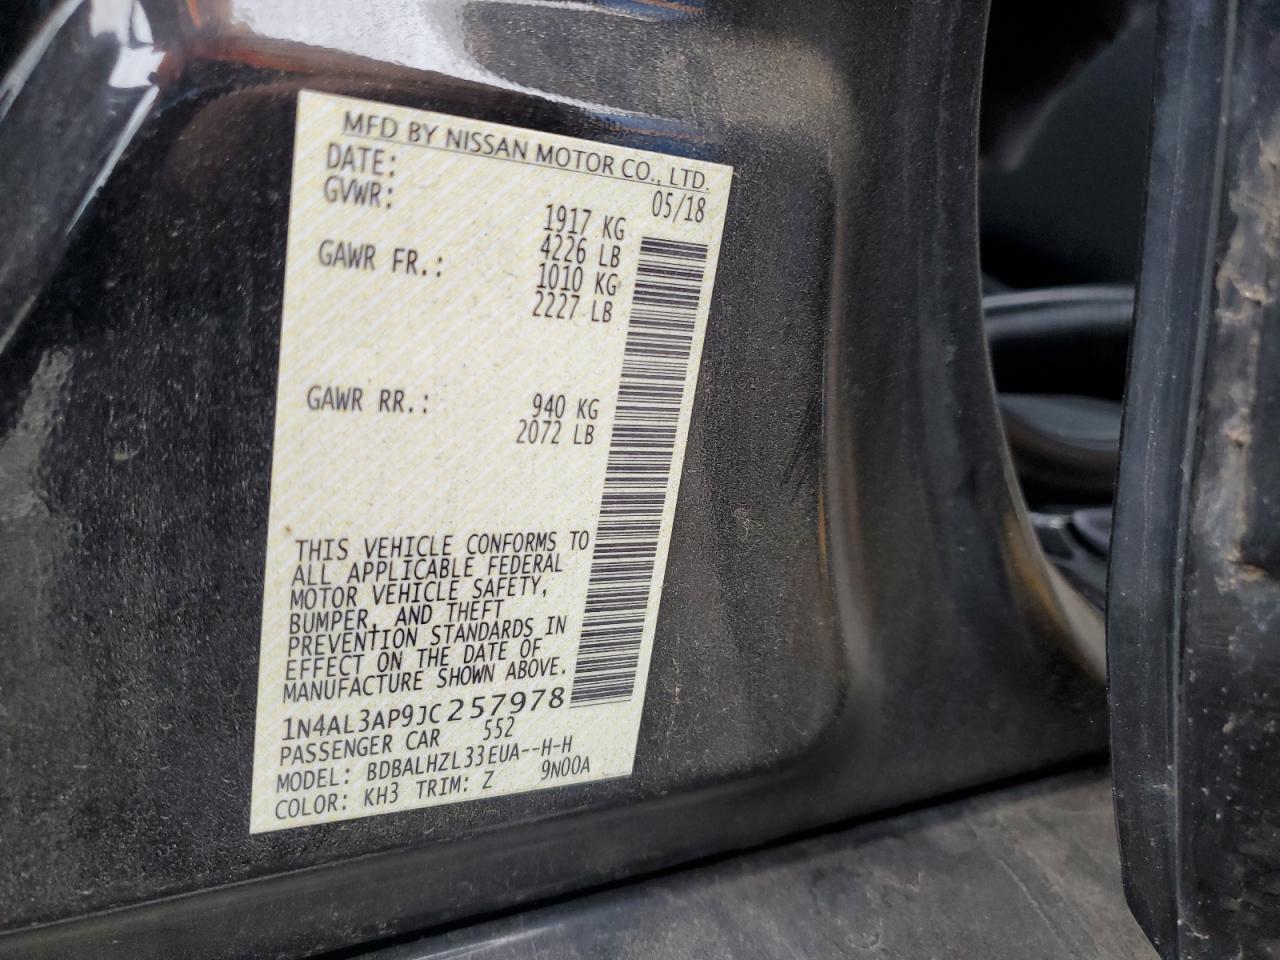 MFD BY NISSAN MOTOR CO., LTD.
DATE: 05/18
GVWR: 1917 KG
4226 LB
GAWR FR.: 1010 KG
2227 LB
GAWR RR.: 940 KG
2072 LB
THIS VEHICLE CONFORMS TO
ALL APPLICABLE FEDERAL
MOTOR VEHICLE SAFETY,
BUMPER, AND THEFT
PREVENTION STANDARDS IN
EFFECT ON THE DATE OF
MANUFACTURE SHOWN ABOVE.
1N4AL3AP9JC257978
PASSENGER CAR 552
MODEL: BDBALHZL33EUA--H-H
COLOR: KH3 TRIM: Z 9N00A